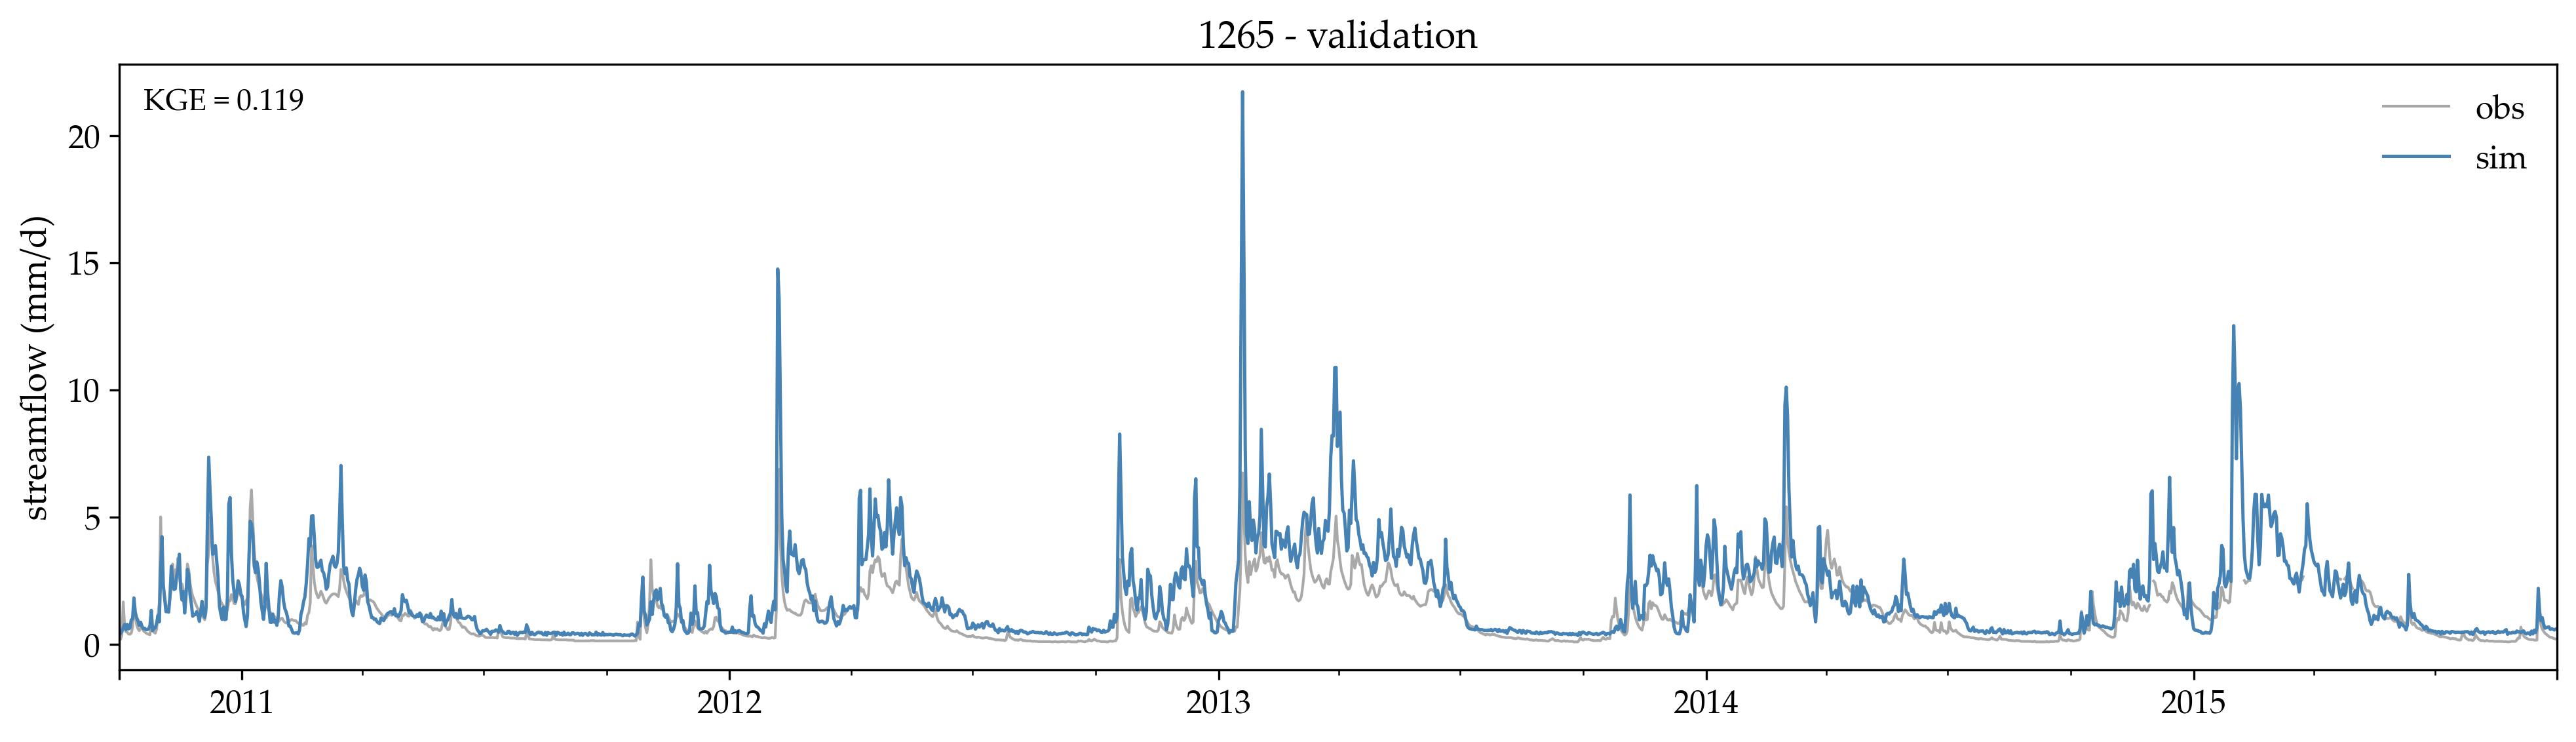 1265 - validation
KGE = 0.119
obs
sim
streamflow (mm/d)
20
15
10
5
0
2011 2012 2013 2014 2015